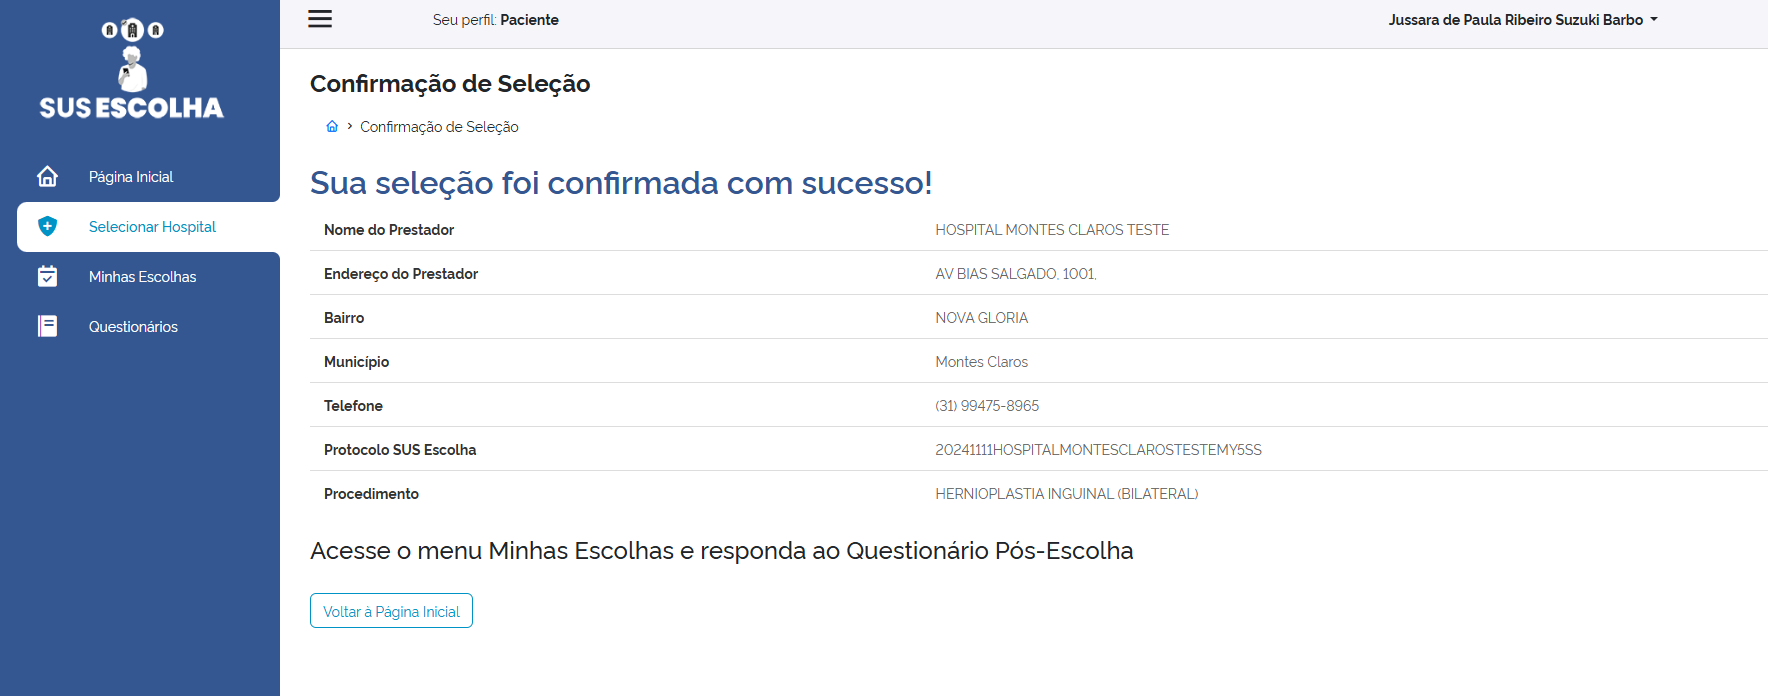 SUS ESCOLHA
Página Inicial
Selecionar Hospital
Minhas Escolhas
Questionários
Seu perfil: Paciente
Jussara de Paula Ribeiro Suzuki Barbo
Confirmação de Seleção
Confirmação de Seleção
Sua seleção foi confirmada com sucesso!
Nome do Prestador HOSPITAL MONTES CLAROS TESTE
Endereço do Prestador AV BIAS SALGADO, 1001,
Bairro NOVA GLORIA
Município Montes Claros
Telefone (31) 99475-8965
Protocolo SUS Escolha 20241111HOSPITALMONTESCLAROSTESTEMY5SS
Procedimento HERNIOPLASTIA INGUINAL (BILATERAL)
Acesse o menu Minhas Escolhas e responda ao Questionário Pós-Escolha
Voltar à Página Inicial